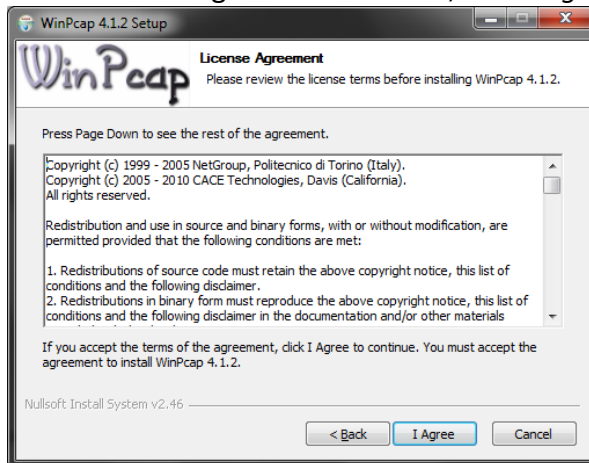 WinPcap 4.1.2 Setup
WinPcap
License Agreement
Please review the license terms before installing WinPcap 4.1.2.
Press Page Down to see the rest of the agreement.
Copyright (c) 1999 - 2005 NetGroup, Politecnico di Torino (Italy).
Copyright (c) 2005 - 2010 CACE Technologies, Davis (California).
All rights reserved.
Redistribution and use in source and binary forms, with or without modification, are
permitted provided that the following conditions are met:
1. Redistributions of source code must retain the above copyright notice, this list of
conditions and the following disclaimer.
2. Redistributions in binary form must reproduce the above copyright notice, this list of
conditions and the following disclaimer in the documentation and/or other materials
If you accept the terms of the agreement, click I Agree to continue. You must accept the
agreement to install WinPcap 4.1.2.
Nullsoft Install System v2.46
< Back
I Agree
Cancel